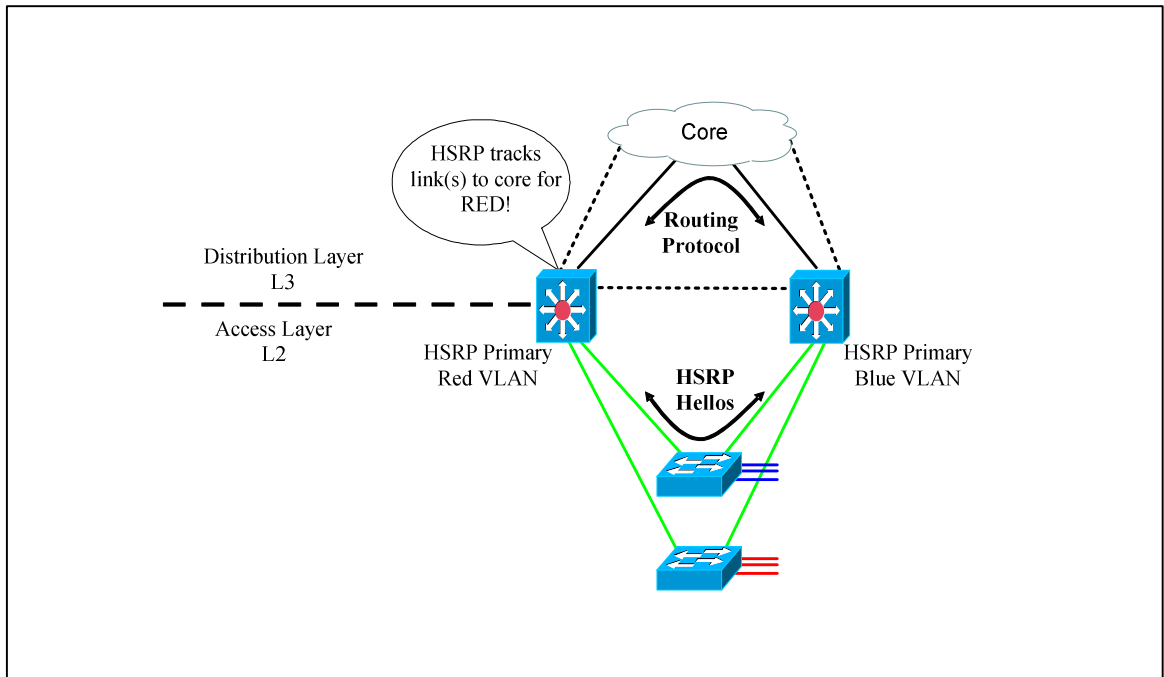 Core
HSRP tracks
link(s) to core for
RED!
Routing
Protocol
Distribution Layer
L3
Access Layer
L2
HSRP Primary
Red VLAN
HSRP Primary
Blue VLAN
HSRP
Hellos